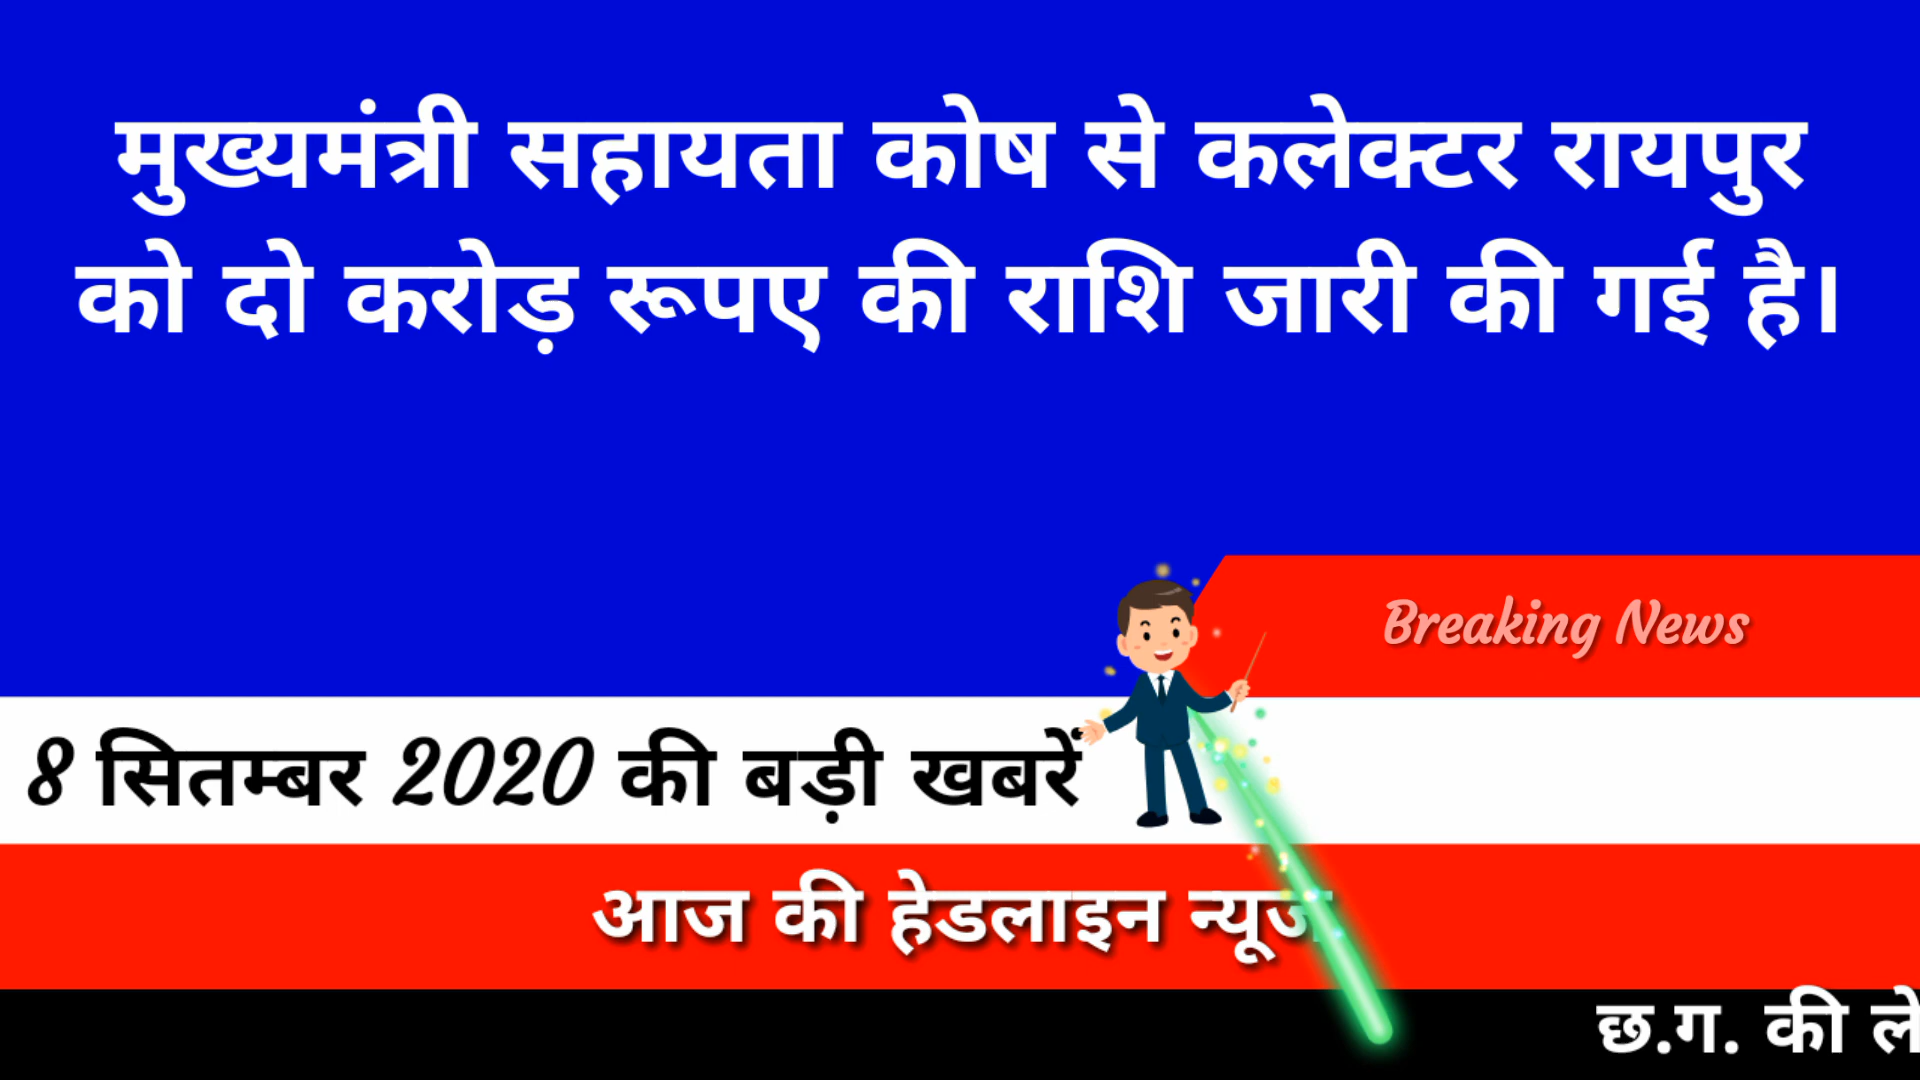 मुख्यमंत्री सहायता कोष से कलेक्टर रायपुर
को दो करोड़ रूपए की राशि जारी की गई है।
Breaking News
8 सितम्बर 2020 की बड़ी खबरें
आज की हेडलाइन न्यूज
छ.ग. की